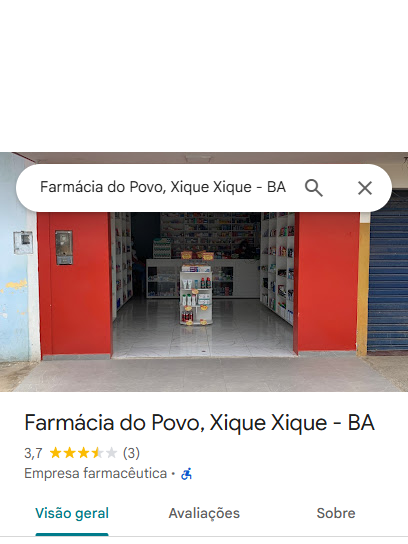 Farmácia do Povo, Xique Xique - BA
Farmácia do Povo, Xique Xique - BA
3,7 (3)
Empresa farmacêutica ·
Visão geral Avaliações Sobre